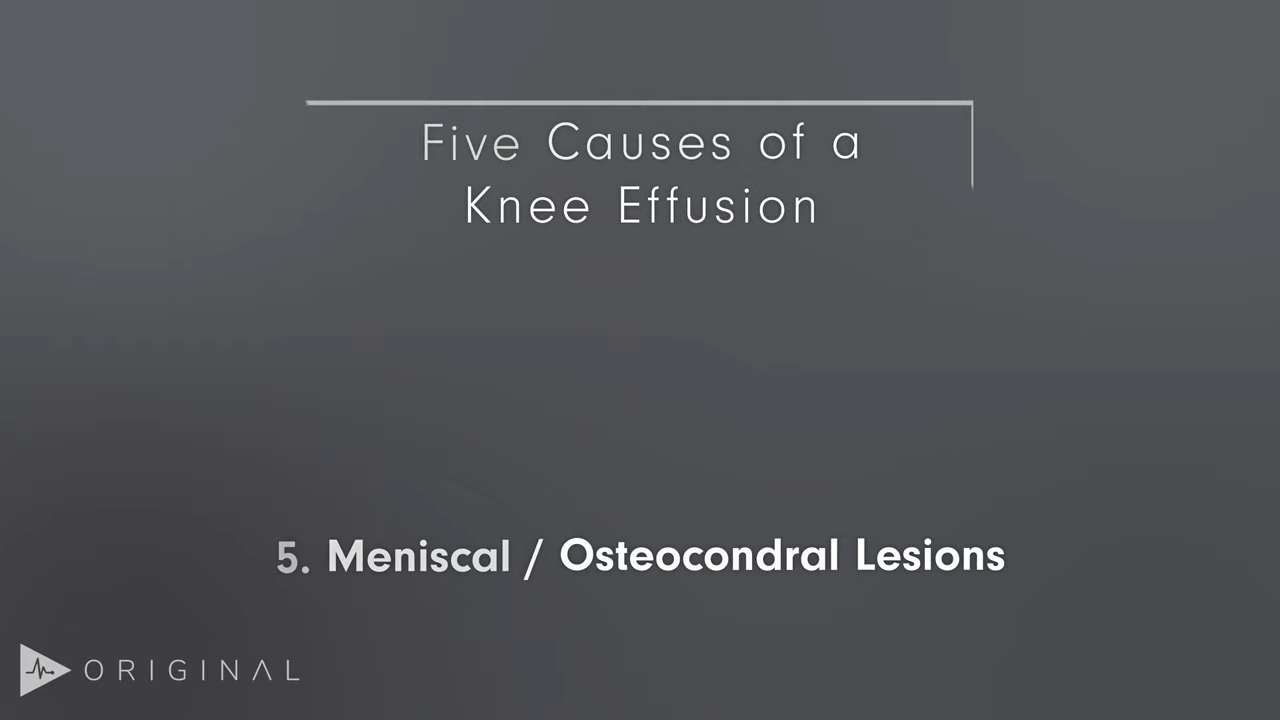 Five Causes of a
Knee Effusion
5. Meniscal / Osteocondral Lesions
ORIGINAL